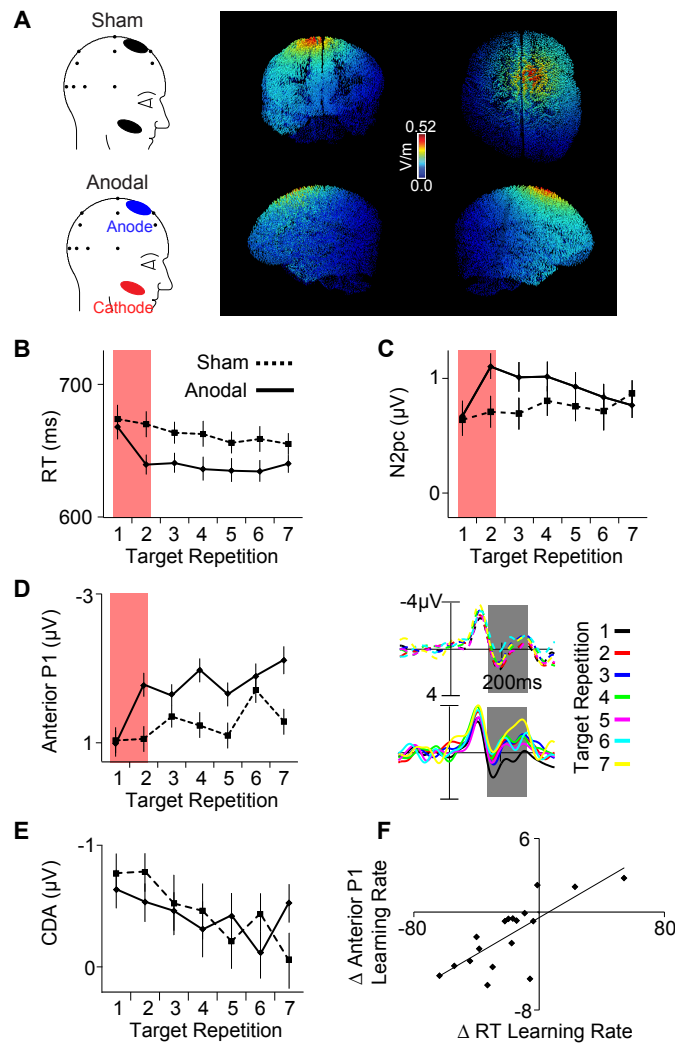 A
Sham
Anodal
Anode
Cathode
0.52
V/m
0.0
B
Sham
Anodal
700
600
RT (ms)
1 2 3 4 5 6 7
Target Repetition
C
1
0
N2pc (µV)
1 2 3 4 5 6 7
Target Repetition
D
-3
1
Anterior P1 (µV)
1 2 3 4 5 6 7
Target Repetition
-4µV
4
200ms
Target Repetition
1
2
3
4
5
6
7
E
-1
0
CDA (µV)
1 2 3 4 5 6 7
Target Repetition
F
6
-80
80
-8
Δ Anterior P1
Learning Rate
Δ RT Learning Rate